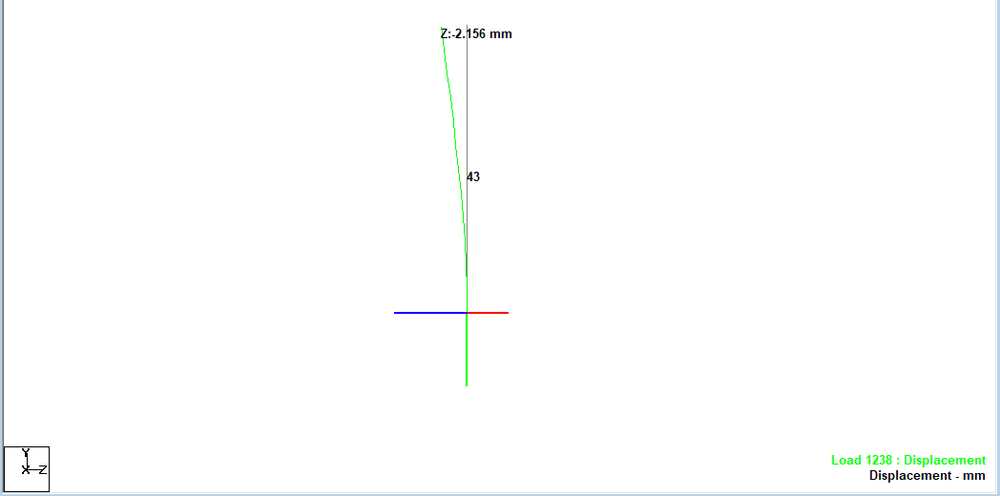 Z:-2.156 mm
43
Y
X Z
Load 1238 : Displacement
Displacement - mm